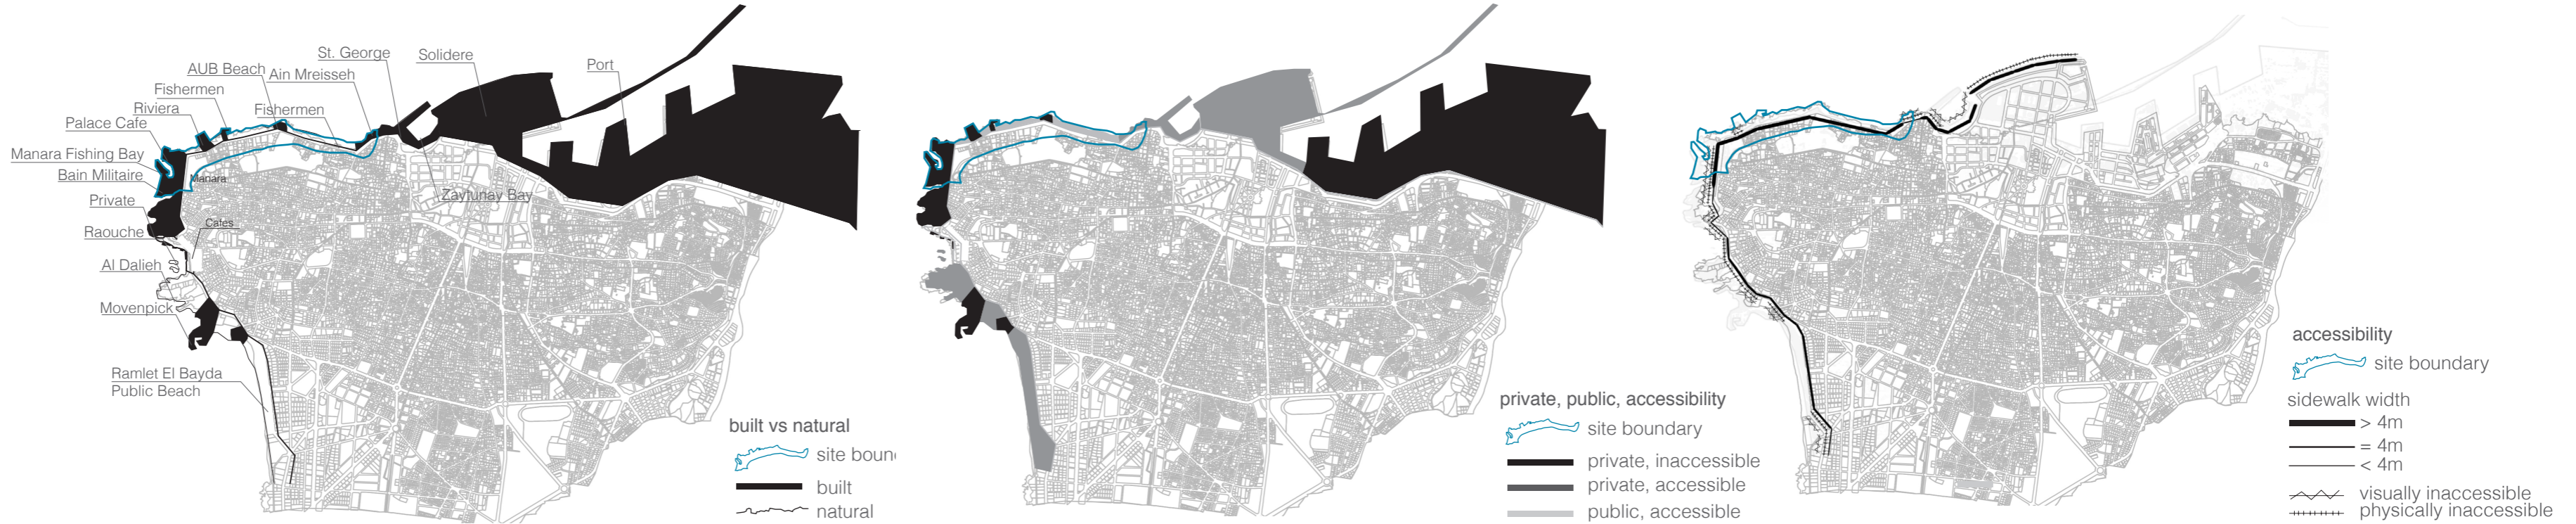 St. George
Solidere
AUB Beach
Ain Mreisseh
Port
Fishermen
Riviera
Fishermen
Palace Cafe
Manara Fishing Bay
Bain Militaire
Manara
Private
Zaytunay Bay
Raouche
Cafes
Al Dalieh
Movenpick
Ramlet El Bayda
Public Beach
built vs natural
site boun
built
natural
private, public, accessibility
site boundary
private, inaccessible
private, accessible
public, accessible
accessibility
site boundary
sidewalk width
> 4m
= 4m
< 4m
visually inaccessible
physically inaccessible